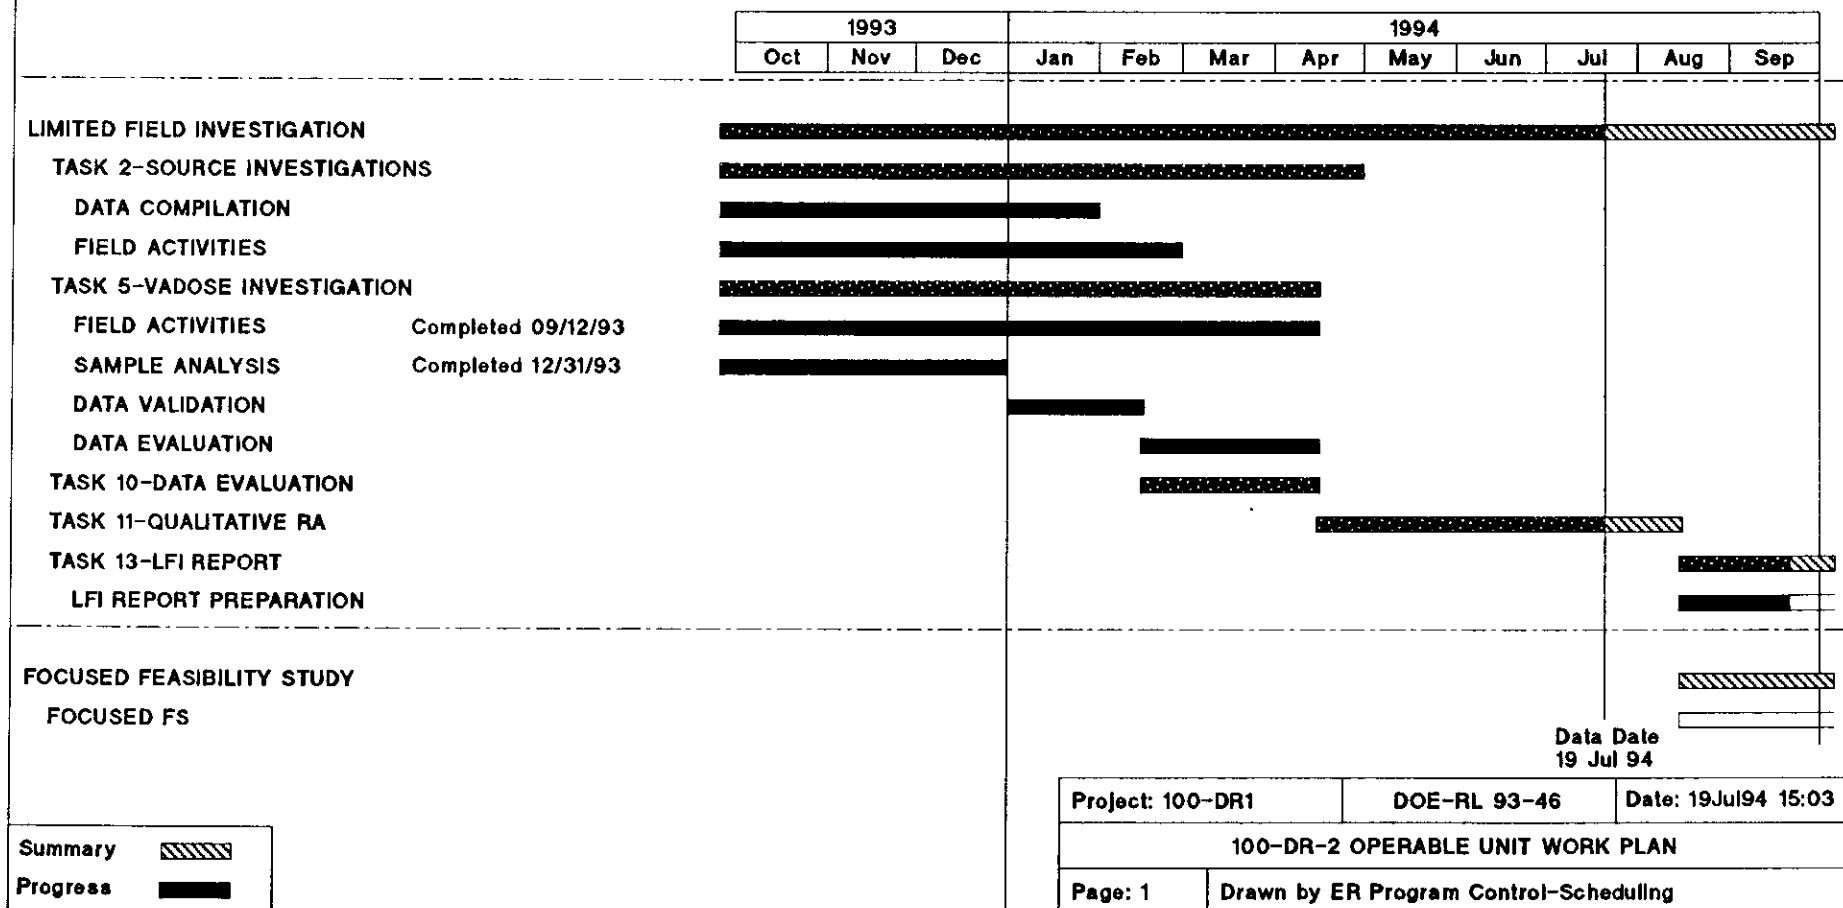 1993 1994
Oct Nov Dec Jan Feb Mar Apr May Jun Jul Aug Sep
LIMITED FIELD INVESTIGATION
TASK 2-SOURCE INVESTIGATIONS
DATA COMPILATION
FIELD ACTIVITIES
TASK 5-VADOSE INVESTIGATION
FIELD ACTIVITIES Completed 09/12/93
SAMPLE ANALYSIS Completed 12/31/93
DATA VALIDATION
DATA EVALUATION
TASK 10-DATA EVALUATION
TASK 11-QUALITATIVE RA
TASK 13-LFI REPORT
LFI REPORT PREPARATION
FOCUSED FEASIBILITY STUDY
FOCUSED FS
Data Date
19 Jul 94
Project: 100-DR1 DOE-RL 93-46 Date: 19Jul94 15:03
100-DR-2 OPERABLE UNIT WORK PLAN
Page: 1 Drawn by ER Program Control-Scheduling
Summary
Progress